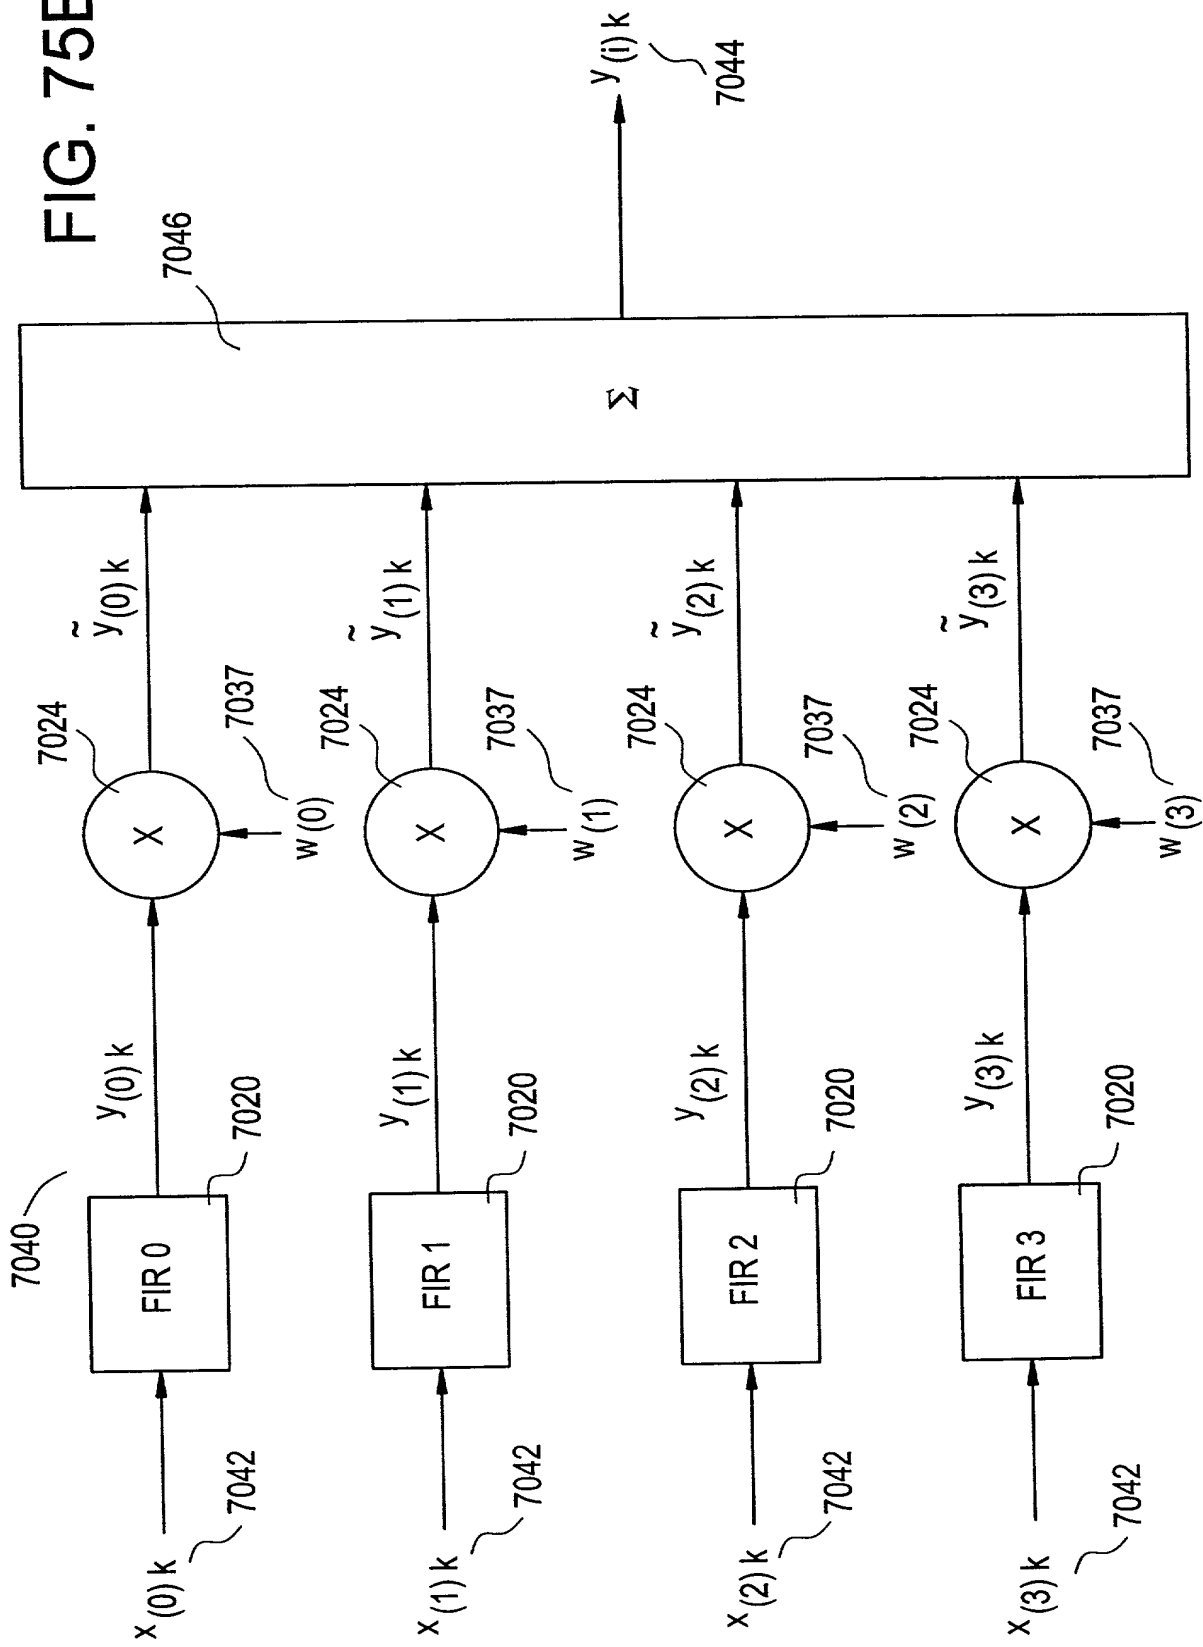 FIG. 75B
7040
x(0) k
7042
FIR 0
7020
y(0) k
7024
X
w(0)
7037
ỹ(0) k
x(1) k
7042
FIR 1
7020
y(1) k
7024
X
w(1)
7037
ỹ(1) k
x(2) k
7042
FIR 2
7020
y(2) k
7024
X
w(2)
7037
ỹ(2) k
x(3) k
7042
FIR 3
7020
y(3) k
7024
X
w(3)
7037
ỹ(3) k
Σ
7046
y(i) k
7044